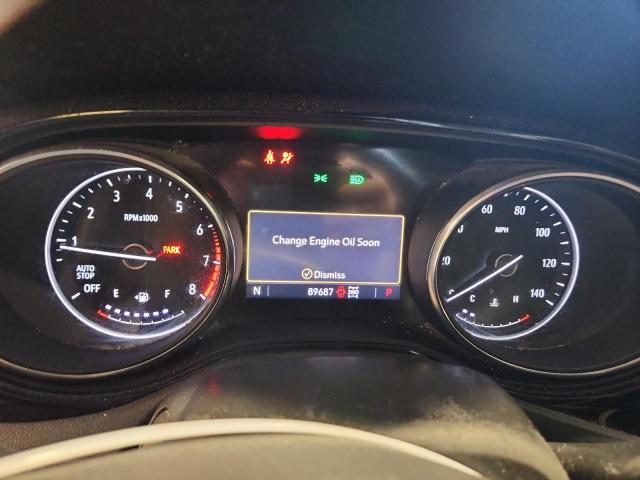 1 2 3 4 5 6 7 8
RPMx1000
PARK
AUTO
STOP
OFF
E F
Change Engine Oil Soon
Dismiss
N 89687 2WD P
60 80 100 120 140
MPH
C H